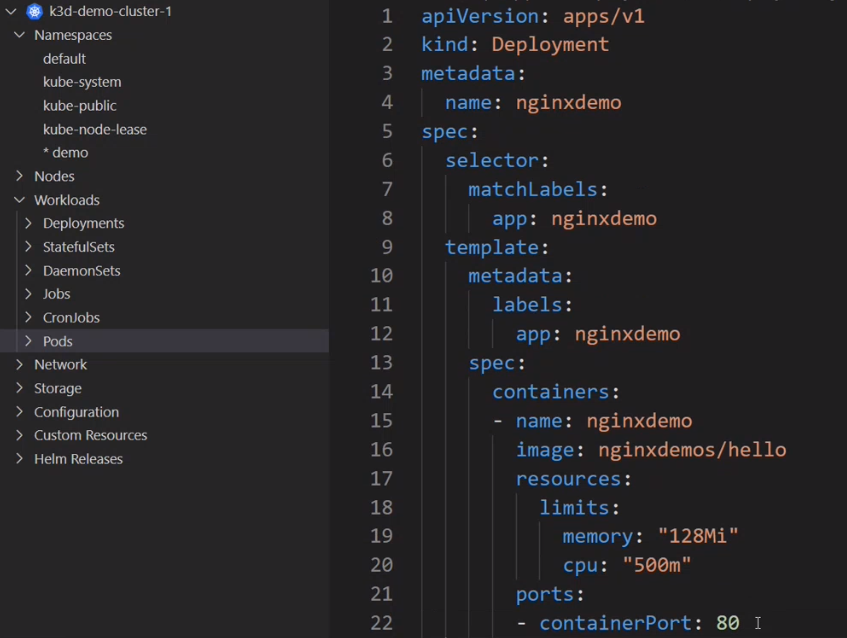 k3d-demo-cluster-1
Namespaces
default
kube-system
kube-public
kube-node-lease
* demo
Nodes
Workloads
Deployments
StatefulSets
DaemonSets
Jobs
CronJobs
Pods
Network
Storage
Configuration
Custom Resources
Helm Releases
1 apiVersion: apps/v1
2 kind: Deployment
3 metadata:
4   name: nginxdemo
5 spec:
6   selector:
7     matchLabels:
8       app: nginxdemo
9   template:
10     metadata:
11       labels:
12         app: nginxdemo
13     spec:
14       containers:
15       - name: nginxdemo
16         image: nginxdemos/hello
17         resources:
18           limits:
19             memory: "128Mi"
20             cpu: "500m"
21         ports:
22         - containerPort: 80